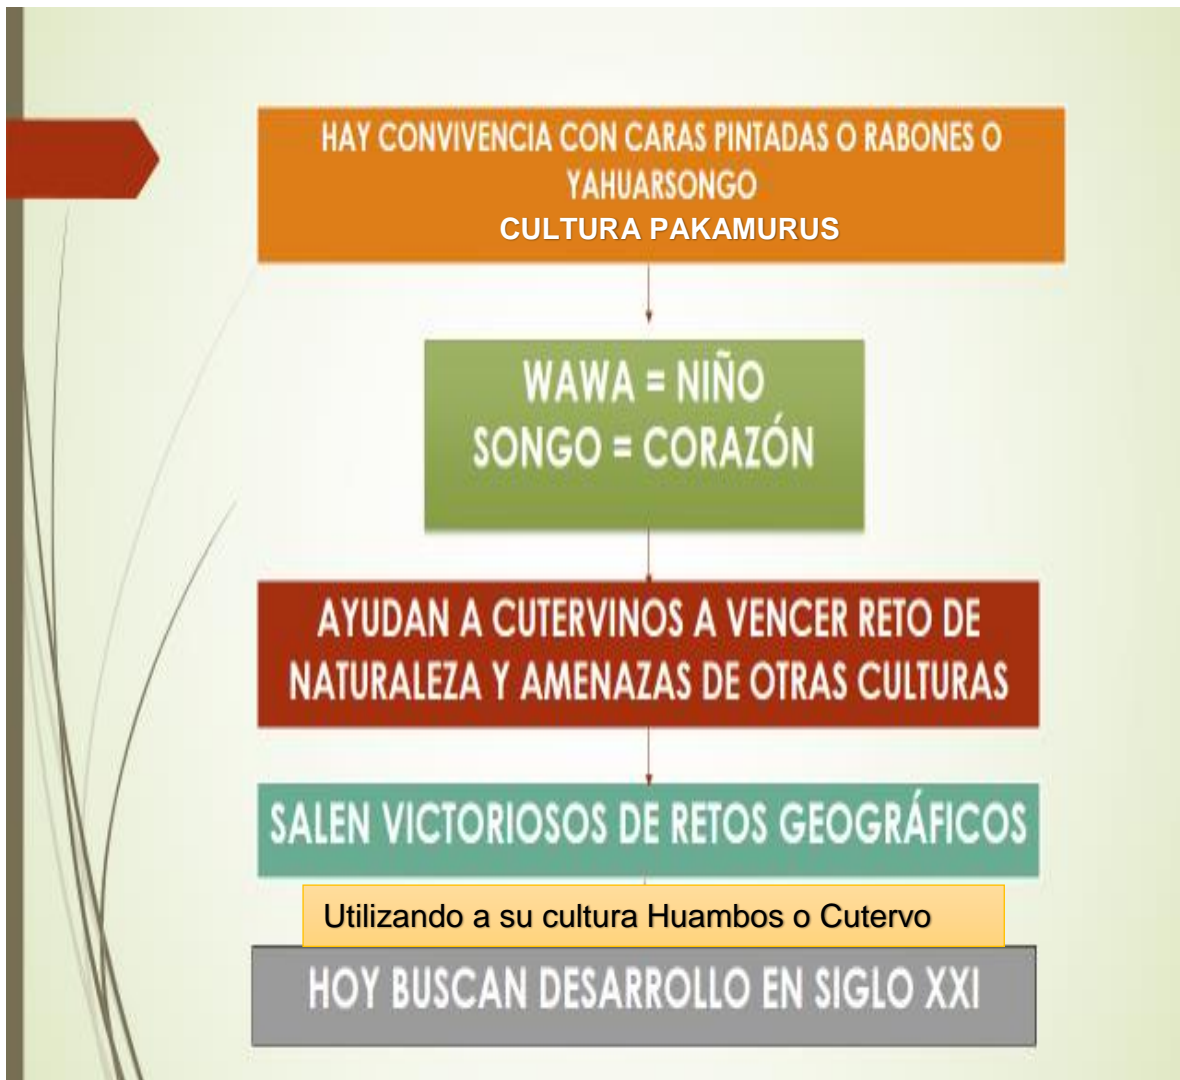 HAY CONVIVENCIA CON CARAS PINTADAS O RABONES O
YAHUARSONGO
CULTURA PAKAMURUS
WAWA = NIÑO
SONGO = CORAZÓN
AYUDAN A CUTERVINOS A VENCER RETO DE
NATURALEZA Y AMENAZAS DE OTRAS CULTURAS
SALEN VICTORIOSOS DE RETOS GEOGRÁFICOS
Utilizando a su cultura Huambos o Cutervo
HOY BUSCAN DESARROLLO EN SIGLO XXI